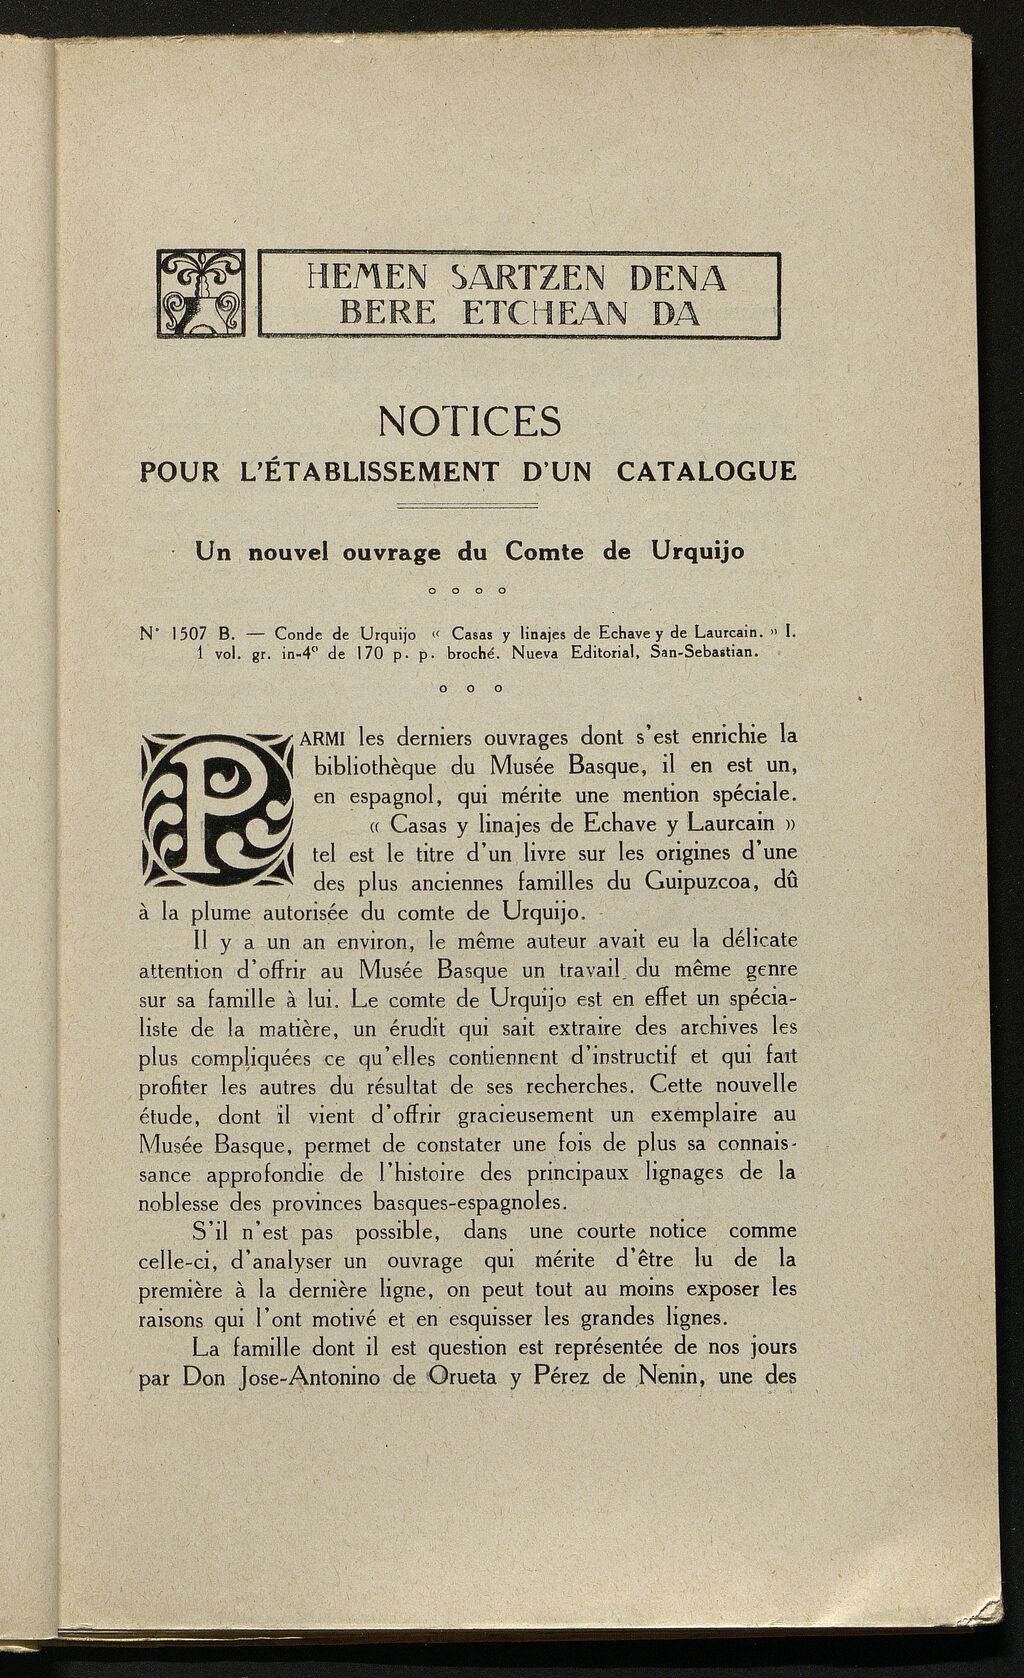 HEMEN SARTZEN DENA
BERE ETCHEAN DA
NOTICES
POUR L'ÉTABLISSEMENT D'UN CATALOGUE
Un nouvel ouvrage du Comte de Urquijo
o o o o
N° 1507 B. — Conde de Urquijo « Casas y linajes de Echave y de Laurcain. » I.
1 vol. gr. in-4º de 170 p. p. broché. Nueva Editorial, San-Sebastian.
o o o
PARMI les derniers ouvrages dont s'est enrichie la
bibliothèque du Musée Basque, il en est un,
en espagnol, qui mérite une mention spéciale.
« Casas y linajes de Echave y Laurcain »
tel est le titre d'un livre sur les origines d'une
des plus anciennes familles du Guipuzcoa, dû
à la plume autorisée du comte de Urquijo.
Il y a un an environ, le même auteur avait eu la délicate
attention d'offrir au Musée Basque un travail du même genre
sur sa famille à lui. Le comte de Urquijo est en effet un spécia-
liste de la matière, un érudit qui sait extraire des archives les
plus compliquées ce qu'elles contiennent d'instructif et qui fait
profiter les autres du résultat de ses recherches. Cette nouvelle
étude, dont il vient d'offrir gracieusement un exemplaire au
Musée Basque, permet de constater une fois de plus sa connais-
sance approfondie de l'histoire des principaux lignages de la
noblesse des provinces basques-espagnoles.
S'il n'est pas possible, dans une courte notice comme
celle-ci, d'analyser un ouvrage qui mérite d'être lu de la
première à la dernière ligne, on peut tout au moins exposer les
raisons qui l'ont motivé et en esquisser les grandes lignes.
La famille dont il est question est représentée de nos jours
par Don Jose-Antonino de Orueta y Pérez de Nenin, une des